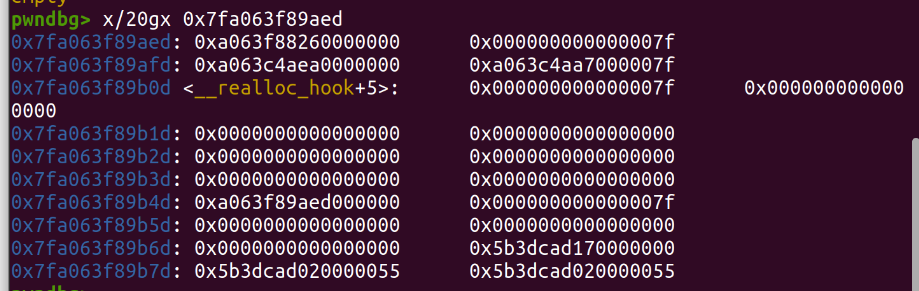 empty
pwndbg> x/20gx 0x7fa063f89aed
0x7fa063f89aed: 0xa063f88260000000 0x000000000000007f
0x7fa063f89afd: 0xa063c4aea0000000 0xa063c4aa7000007f
0x7fa063f89b0d <__realloc_hook+5>: 0x000000000000007f 0x000000000000
0000
0x7fa063f89b1d: 0x0000000000000000 0x0000000000000000
0x7fa063f89b2d: 0x0000000000000000 0x0000000000000000
0x7fa063f89b3d: 0x0000000000000000 0x0000000000000000
0x7fa063f89b4d: 0xa063f89aed000000 0x000000000000007f
0x7fa063f89b5d: 0x0000000000000000 0x0000000000000000
0x7fa063f89b6d: 0x0000000000000000 0x5b3dcad170000000
0x7fa063f89b7d: 0x5b3dcad020000055 0x5b3dcad020000055